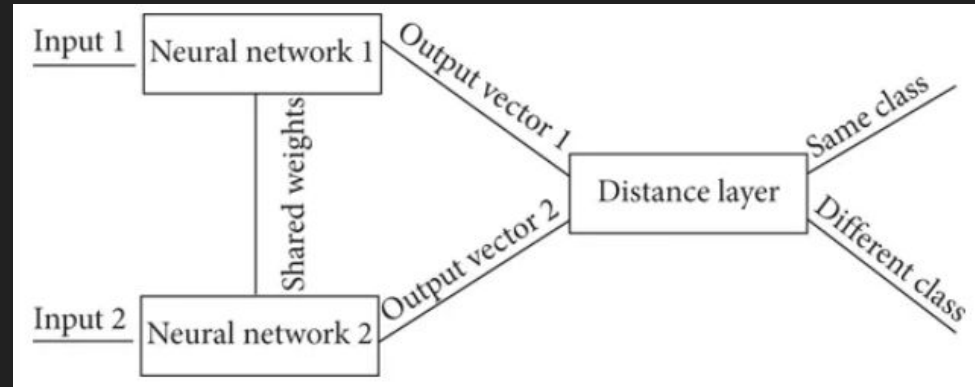 Input 1
Neural network 1
Output vector 1
Shared weights
Input 2
Neural network 2
Output vector 2
Distance layer
Same class
Different class